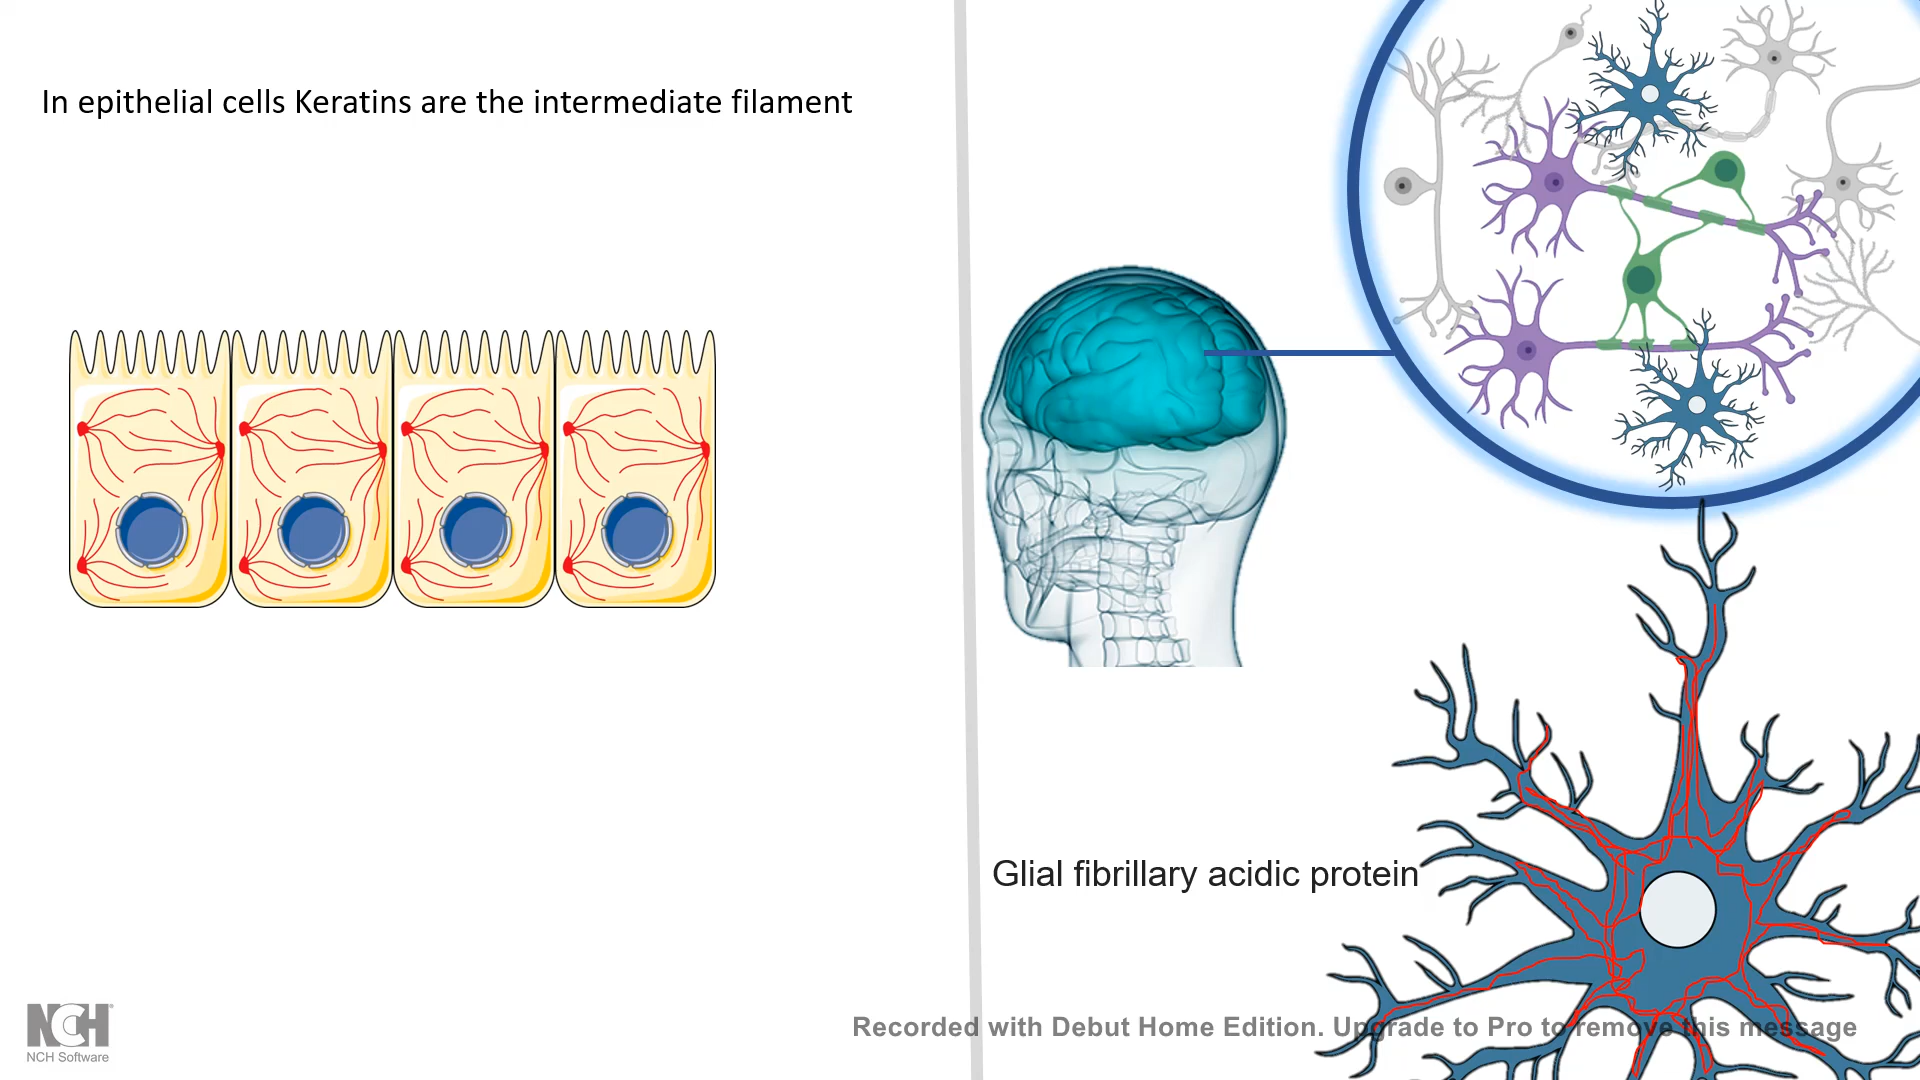 In epithelial cells Keratins are the intermediate filament
Glial fibrillary acidic protein
NCH
NCH Software
Recorded with Debut Home Edition. Upgrade to Pro to remove this message